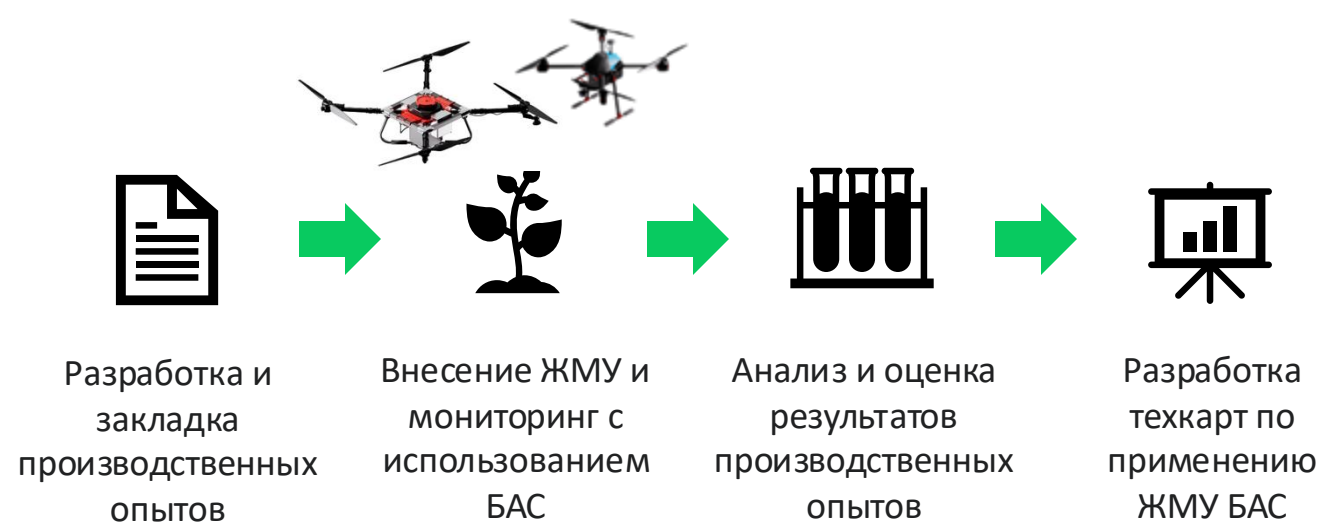 Разработка и
закладка
производственных
опытов
Внесение ЖМУ и
мониторинг с
использованием
БАС
Анализ и оценка
результатов
производственных
опытов
Разработка
техкарт по
применению
ЖМУ БАС